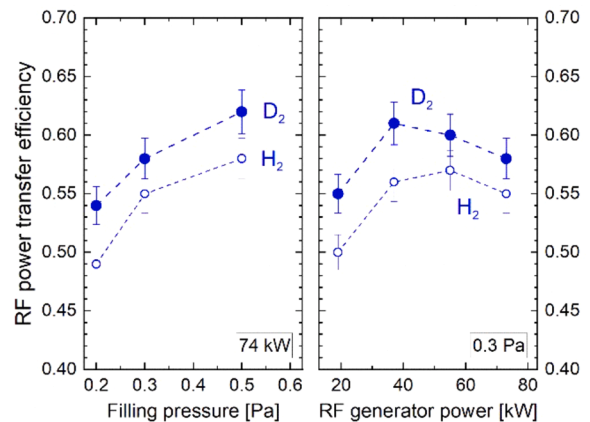 RF power transfer efficiency
0.70
0.65
0.60
0.55
0.50
0.45
0.40
D₂
H₂
74 kW
0.2 0.3 0.4 0.5 0.6
Filling pressure [Pa]
D₂
H₂
0.3 Pa
20 40 60 80
RF generator power [kW]
0.70
0.65
0.60
0.55
0.50
0.45
0.40